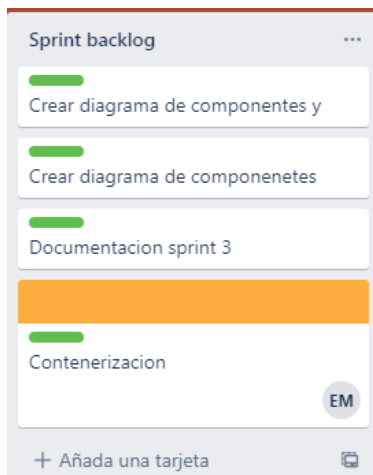 Sprint backlog
Crear diagrama de componentes y
Crear diagrama de componenetes
Documentacion sprint 3
Contenerizacion
EM
+ Añada una tarjeta